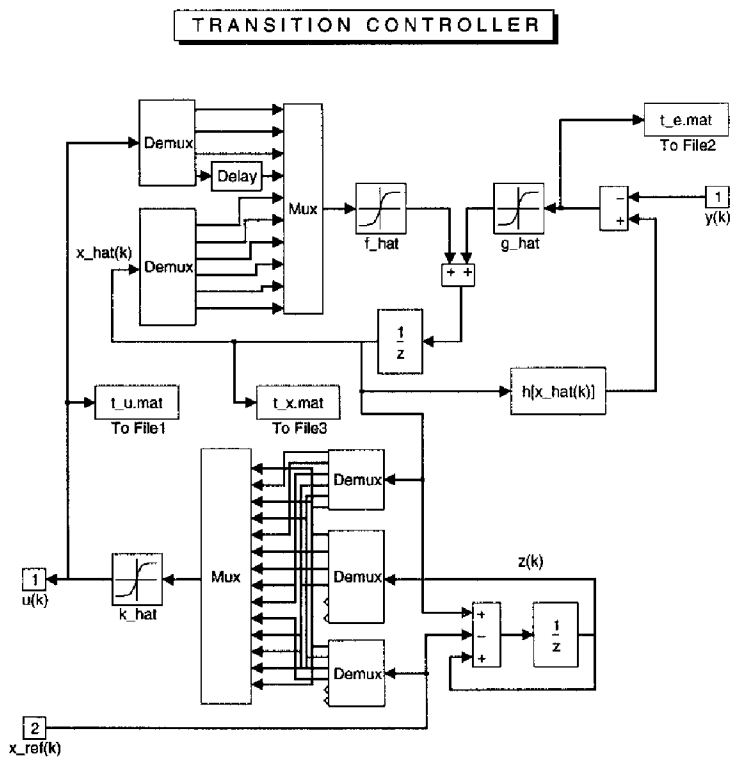 TRANSITION CONTROLLER
Demux
Delay
Mux
f_hat
g_hat
t_e.mat
To File2
- +
1
y(k)
x_hat(k)
Demux
+ +
1
z
h[x_hat(k)]
t_u.mat
To File1
t_x.mat
To File3
Demux
Mux
Demux
Demux
z(k)
1
u(k)
k_hat
+
-
+
1
z
2
x_ref(k)